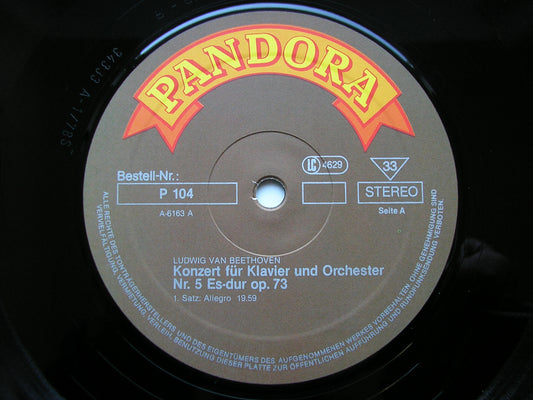 PANDORA
Bestell-Nr.:
P 104
A-6163 A
LC 4629
33
STEREO
Seite A
LUDWIG VAN BEETHOVEN
Konzert für Klavier und Orchester
Nr. 5 Es-dur op. 73
1. Satz: Allegro 19.59
ALLE RECHTE DES TONTRÄGERHERSTELLERS UND DES EIGENTÜMERS DES AUFGENOMMENEN WERKES VORBEHALTEN. OHNE GENEHMIGUNG SIND
VERVIELFÄLTIGUNG, VERMIETUNG, VERLEIH, BENUTZUNG DIESER PLATTE ZUR ÖFFENTLICHEN AUFFÜHRUNG UND RUNDFUNKSENDUNG VERBOTEN.